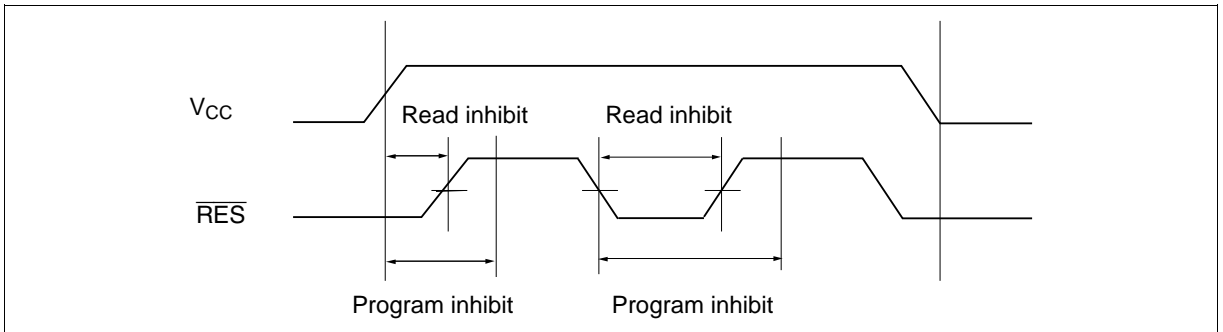 VCC
Read inhibit Read inhibit
RES
Program inhibit Program inhibit